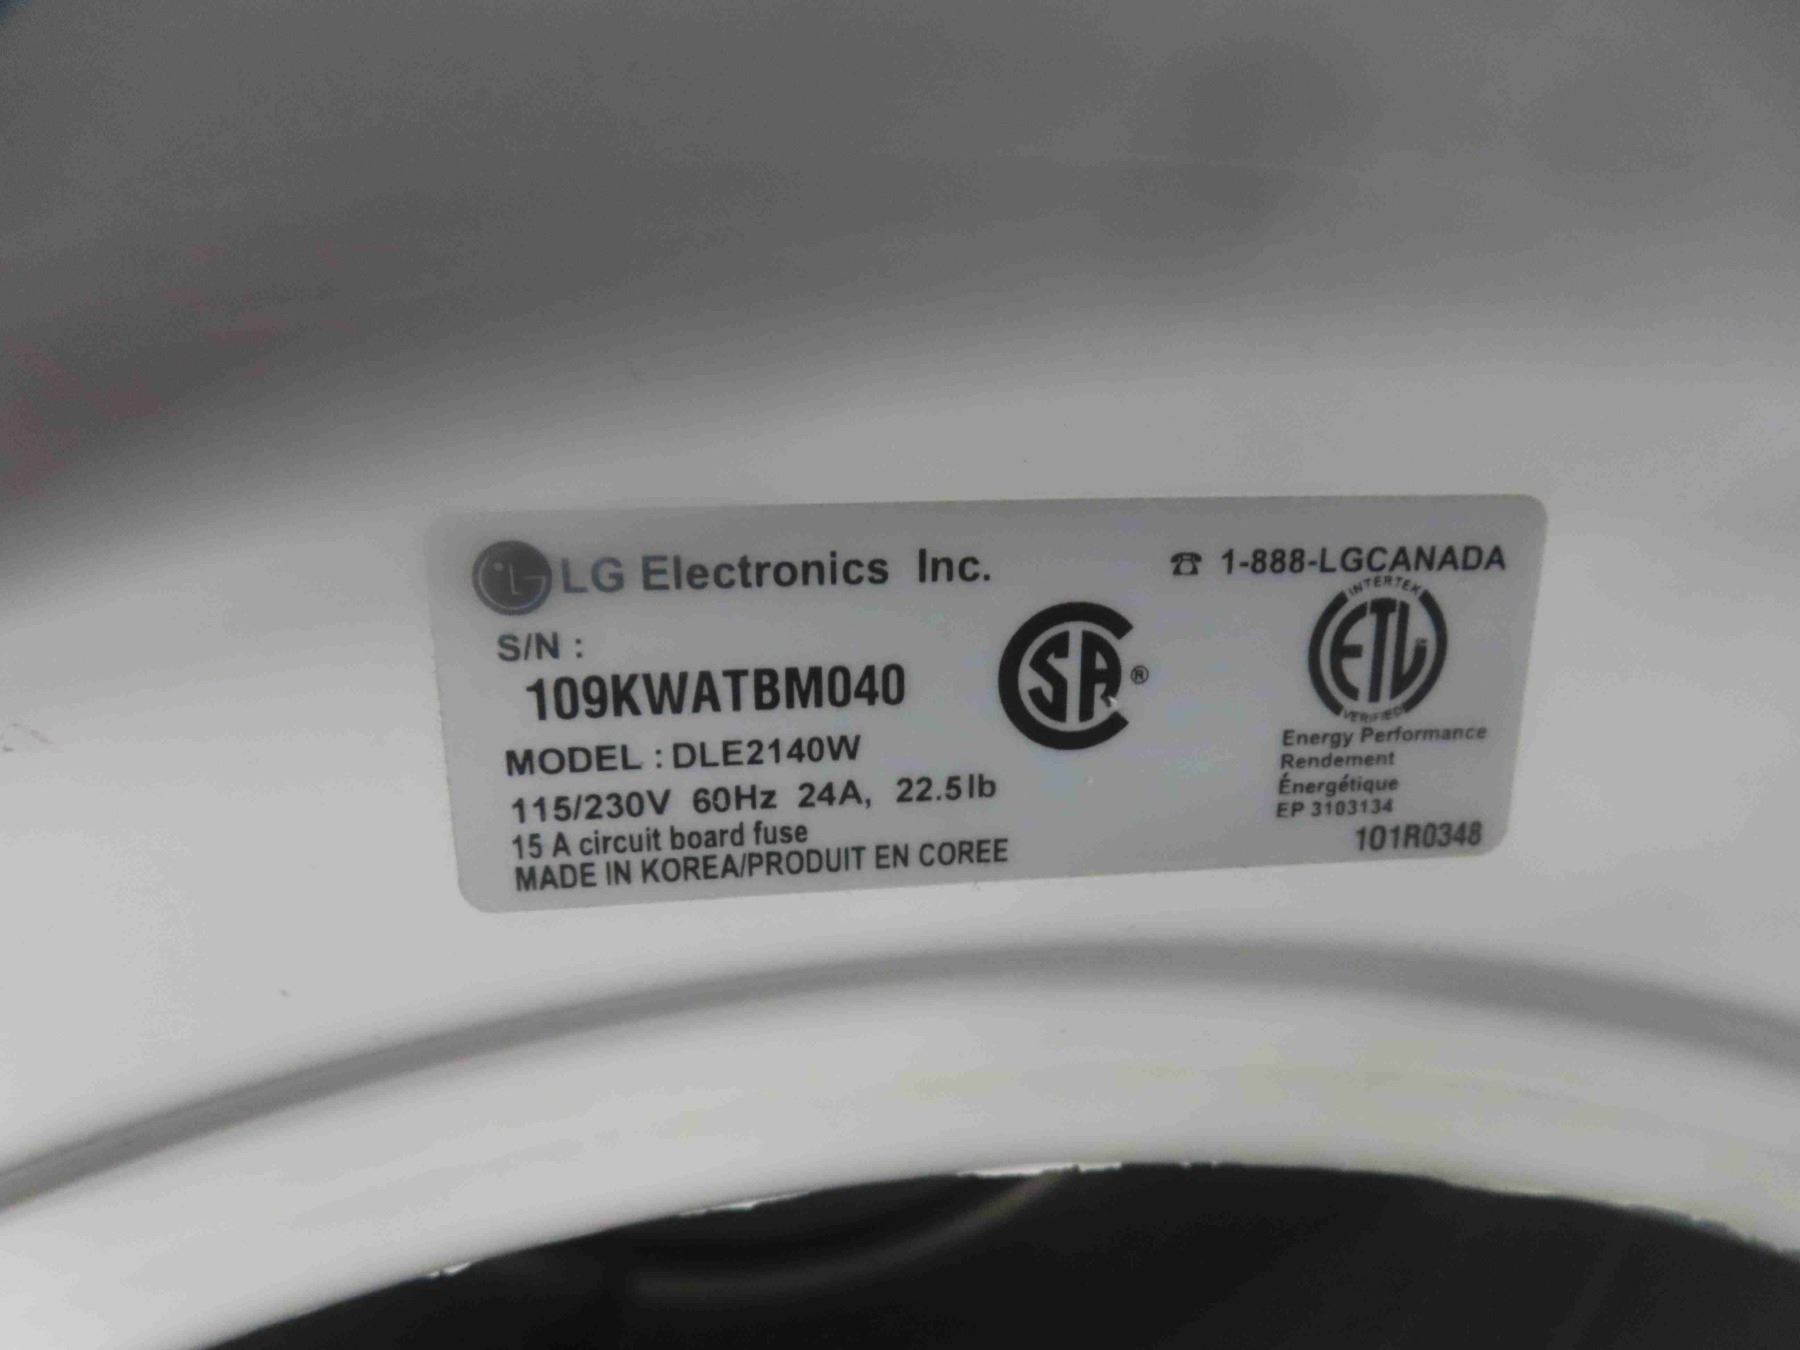 LG Electronics Inc.
☎ 1-888-LGCANADA
S/N :
109KWATBM040
MODEL : DLE2140W
115/230V 60Hz 24A, 22.5lb
15 A circuit board fuse
MADE IN KOREA/PRODUIT EN COREE
SA ®
INTERTEK
ETL
VERIFIED
Energy Performance
Rendement
Énergétique
EP 3103134
101R0348